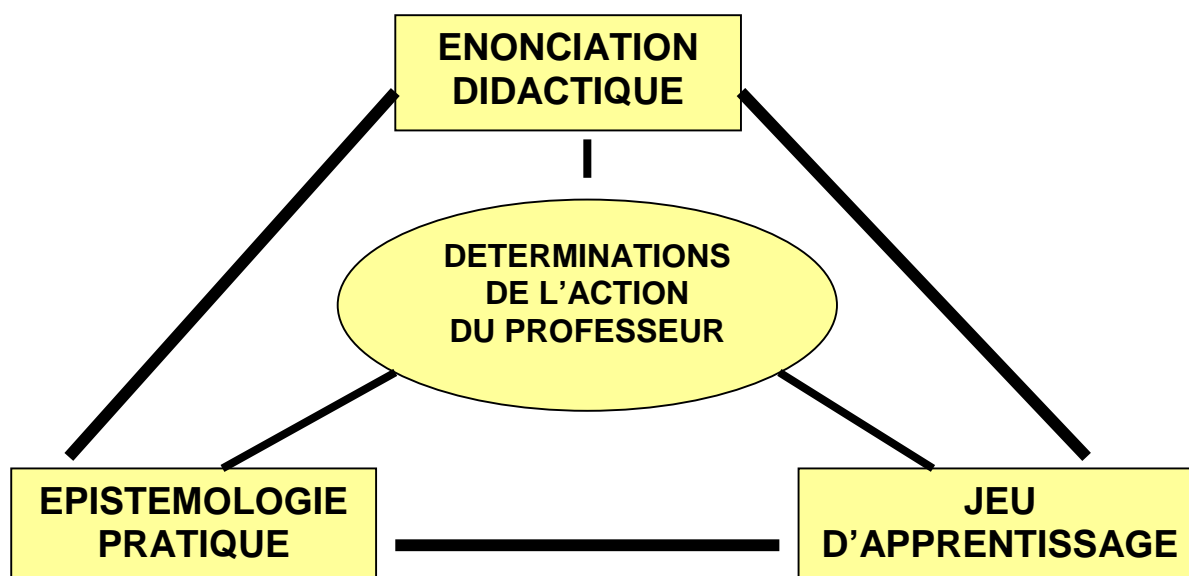 ENONCIATION
DIDACTIQUE
DETERMINATIONS
DE L'ACTION
DU PROFESSEUR
EPISTEMOLOGIE
PRATIQUE
JEU
D'APPRENTISSAGE